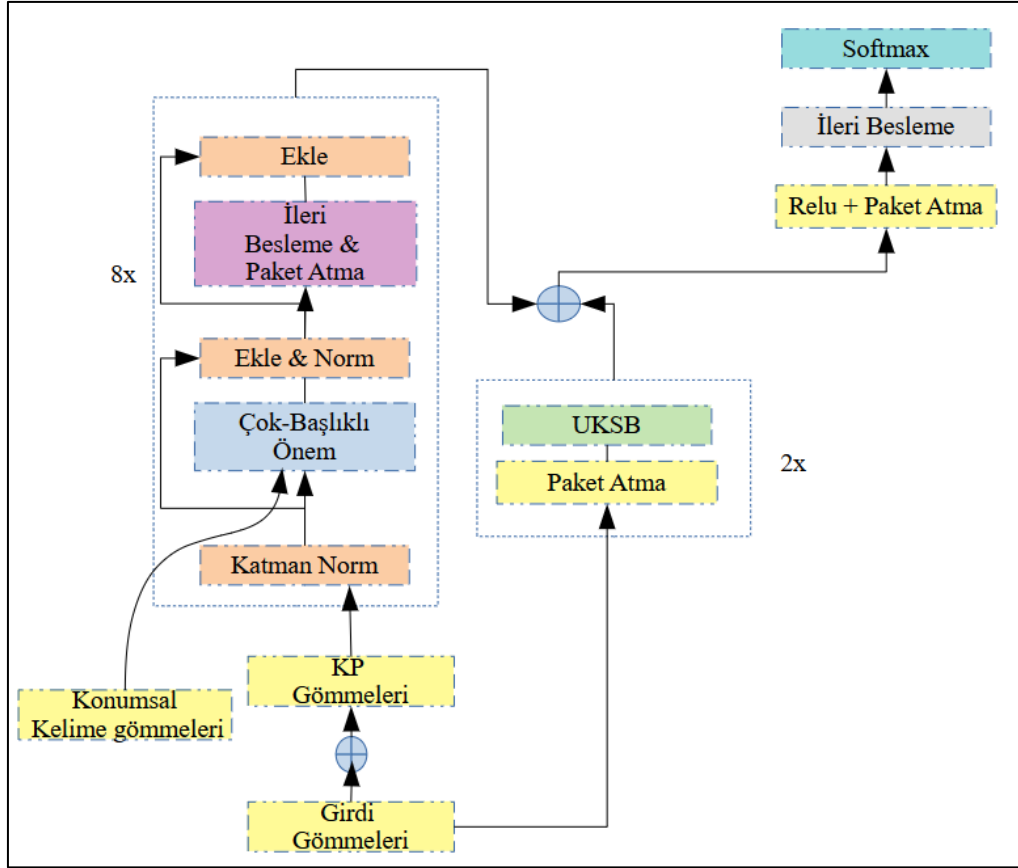 Softmax
İleri Besleme
Relu + Paket Atma
Ekle
İleri
Besleme &
Paket Atma
8x
Ekle & Norm
Çok-Başlıklı
Önem
Katman Norm
UKSB
Paket Atma
2x
KP
Gömmeleri
Konumsal
Kelime gömmeleri
Girdi
Gömmeleri